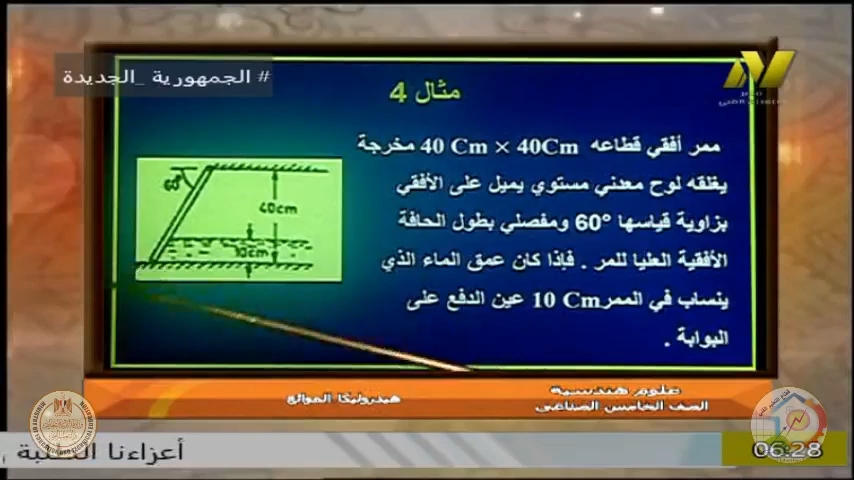 # الجمهورية _الجديدة
مثال 4
ممر أفقي قطاعه 40 Cm × 40Cm مخرجة
يغلقه لوح معدني مستوي يميل على الأفقي
بزاوية قياسها 60° ومفصلي بطول الحافة
الأفقية العليا للمر . فإذا كان عمق الماء الذي
ينساب في الممر 10 Cm عين الدفع على
البوابة .
60°
40cm
10cm
علوم هندسية
الصف الخامس الصناعى
هيدروليكا الموائع
أعزاءنا
06:28